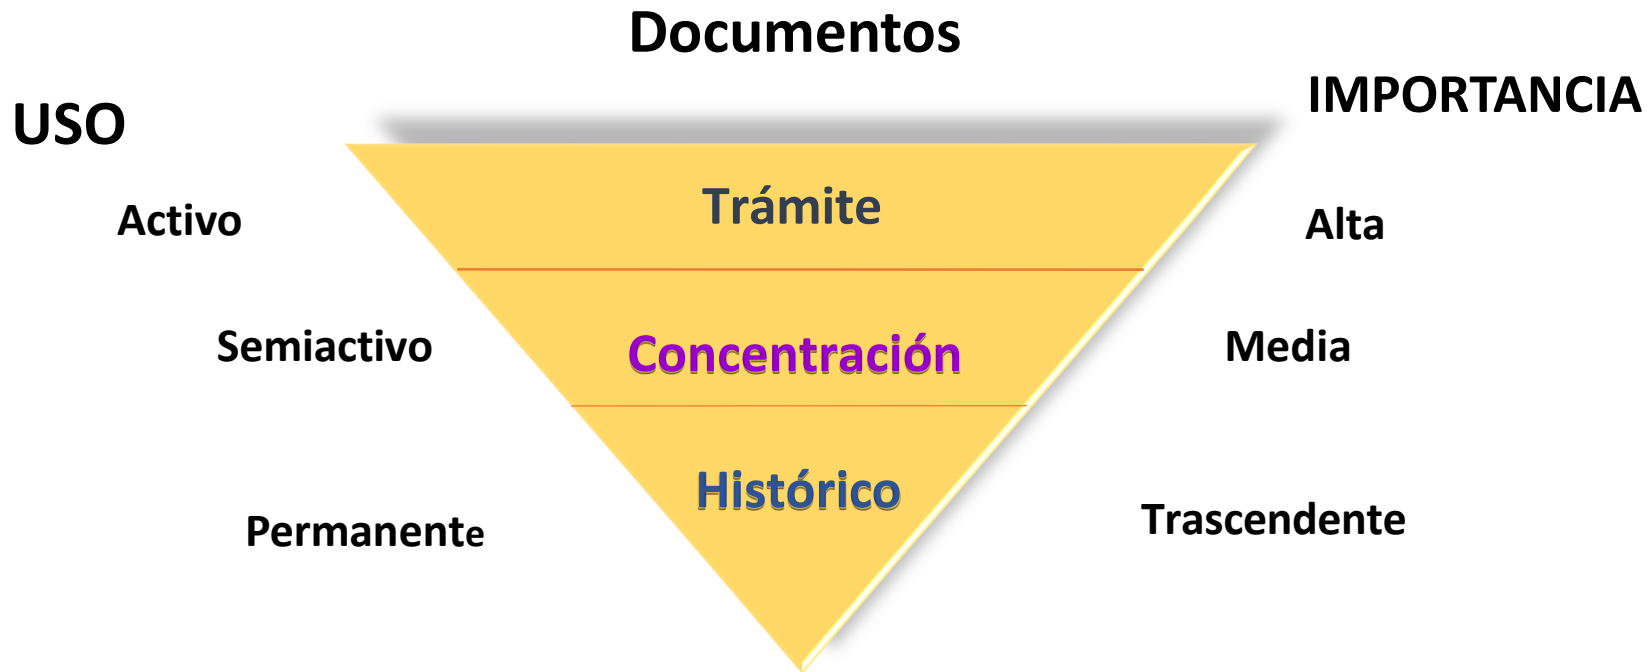 Documentos
USO
IMPORTANCIA
Activo
Trámite
Alta
Semiactivo
Concentración
Media
Permanente
Histórico
Trascendente